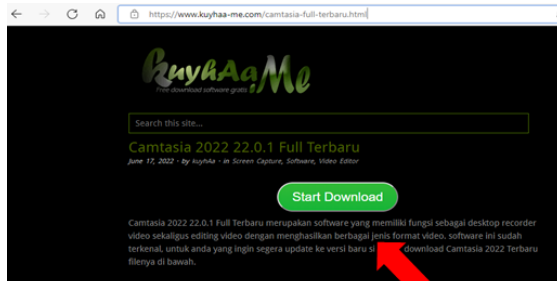 https://www.kuyhaa-me.com/camtasia-full-terbaru.html
kuyhAa.Me
Free download software gratis
Search this site...
Camtasia 2022 22.0.1 Full Terbaru
June 17, 2022 - by kuyhAa - in Screen Capture, Software, Video Editor
Start Download
Camtasia 2022 22.0.1 Full Terbaru merupakan software yang memiliki fungsi sebagai desktop recorder
video sekaligus editing video dengan menghasilkan berbagai jenis format video. software ini sudah
terkenal, untuk anda yang ingin segera update ke versi baru si download Camtasia 2022 Terbaru
filenya di bawah.